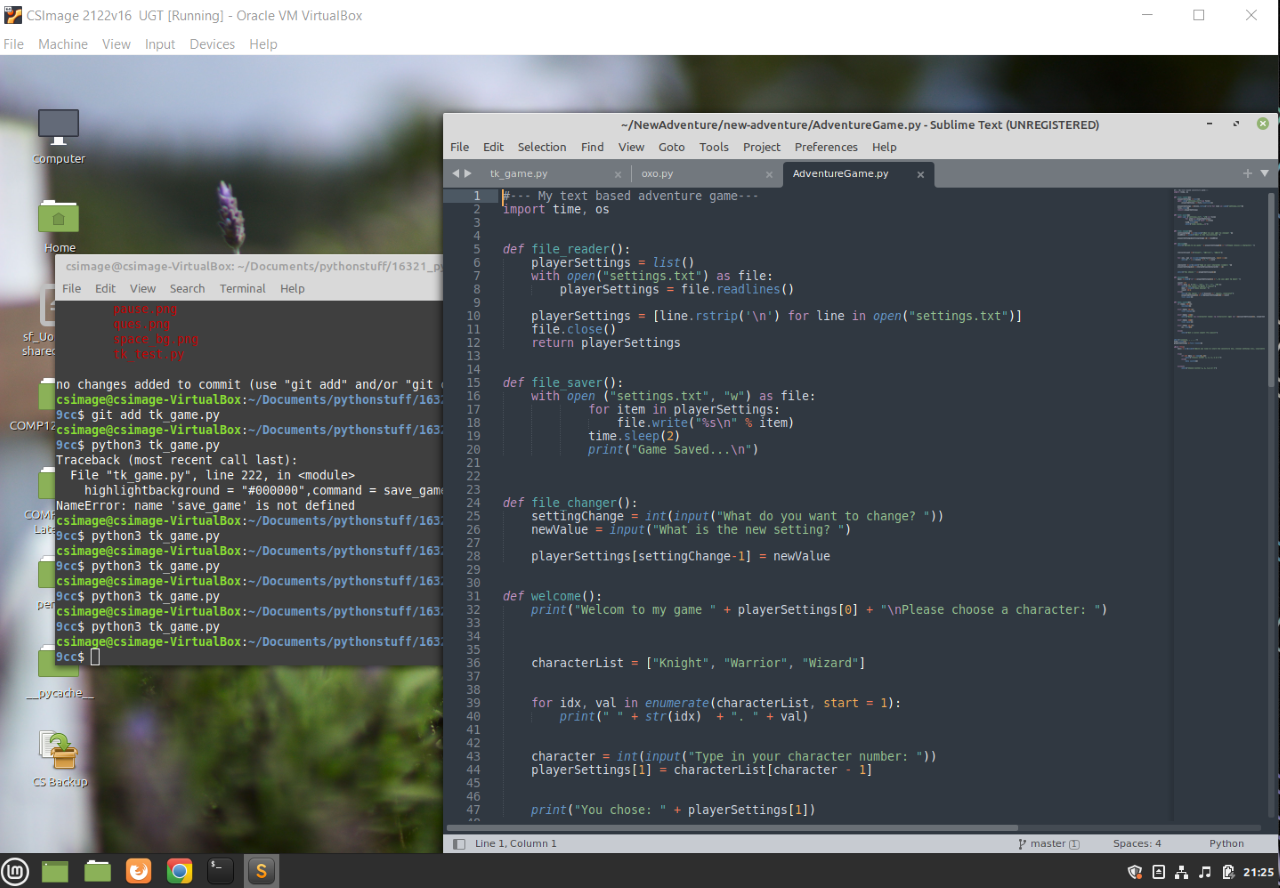 CSImage 2122v16 UGT [Running] - Oracle VM VirtualBox
File Machine View Input Devices Help
Computer
Home
sf_Uo
shared
COMP12
COM
Late
per
__pycache__
CS Backup
csimage@csimage-VirtualBox: ~/Documents/pythonstuff/16321_py
File Edit View Search Terminal Help
pause.png
ques.png
space_bg.png
tk_test.py
no changes added to commit (use "git add" and/or "git c
csimage@csimage-VirtualBox:~/Documents/pythonstuff/1632
9cc$ git add tk_game.py
csimage@csimage-VirtualBox:~/Documents/pythonstuff/1632
9cc$ python3 tk_game.py
Traceback (most recent call last):
File "tk_game.py", line 222, in <module>
highlightbackground = "#000000",command = save_game
NameError: name 'save_game' is not defined
csimage@csimage-VirtualBox:~/Documents/pythonstuff/1632
9cc$ python3 tk_game.py
csimage@csimage-VirtualBox:~/Documents/pythonstuff/1632
9cc$ python3 tk_game.py
csimage@csimage-VirtualBox:~/Documents/pythonstuff/1632
9cc$ python3 tk_game.py
csimage@csimage-VirtualBox:~/Documents/pythonstuff/1632
9cc$ python3 tk_game.py
csimage@csimage-VirtualBox:~/Documents/pythonstuff/1632
9cc$
~/NewAdventure/new-adventure/AdventureGame.py - Sublime Text (UNREGISTERED)
File Edit Selection Find View Goto Tools Project Preferences Help
tk_game.py oxo.py AdventureGame.py
1 #--- My text based adventure game---
2 import time, os
3
4
5 def file_reader():
6 playerSettings = list()
7 with open("settings.txt") as file:
8 playerSettings = file.readlines()
9
10 playerSettings = [line.rstrip('\n') for line in open("settings.txt")]
11 file.close()
12 return playerSettings
13
14
15 def file_saver():
16 with open ("settings.txt", "w") as file:
17 for item in playerSettings:
18 file.write("%s\n" % item)
19 time.sleep(2)
20 print("Game Saved...\n")
21
22
23
24 def file_changer():
25 settingChange = int(input("What do you want to change? "))
26 newValue = input("What is the new setting? ")
27
28 playerSettings[settingChange-1] = newValue
29
30
31 def welcome():
32 print("Welcom to my game " + playerSettings[0] + "\nPlease choose a character: ")
33
34
35
36 characterList = ["Knight", "Warrior", "Wizard"]
37
38
39 for idx, val in enumerate(characterList, start = 1):
40 print(" " + str(idx) + ". " + val)
41
42
43 character = int(input("Type in your character number: "))
44 playerSettings[1] = characterList[character - 1]
45
46
47 print("You chose: " + playerSettings[1])
Line 1, Column 1 master 1 Spaces: 4 Python
21:25